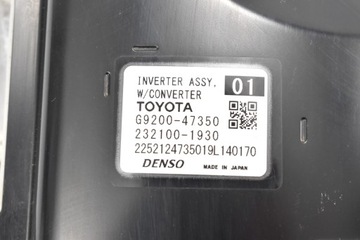 INVERTER ASSY. 01
W/CONVERTER
TOYOTA
G9200-47350
232100-1930
2252124735019L140170
DENSO MADE IN JAPAN